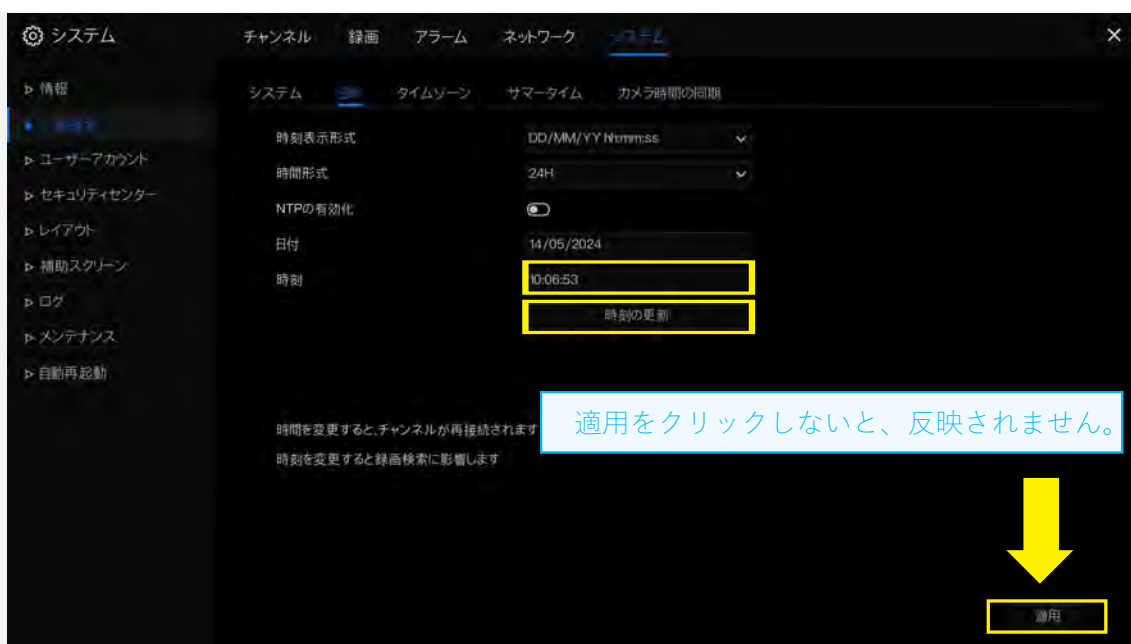 システム
チャンネル 録画 アラーム ネットワーク システム
情報
ユーザーアカウント
セキュリティセンター
レイアウト
補助スクリーン
ログ
メンテナンス
自動再起動
システム タイムゾーン サマータイム カメラ時間の同期
時刻表示形式 DD/MM/YY hh:mm:ss
時間形式 24H
NTPの有効化
日付 14/05/2024
時刻 10:06:53
時刻の更新
時間を変更すると、チャンネルが再接続されます
時刻を変更すると録画検索に影響します
適用をクリックしないと、反映されません。
適用